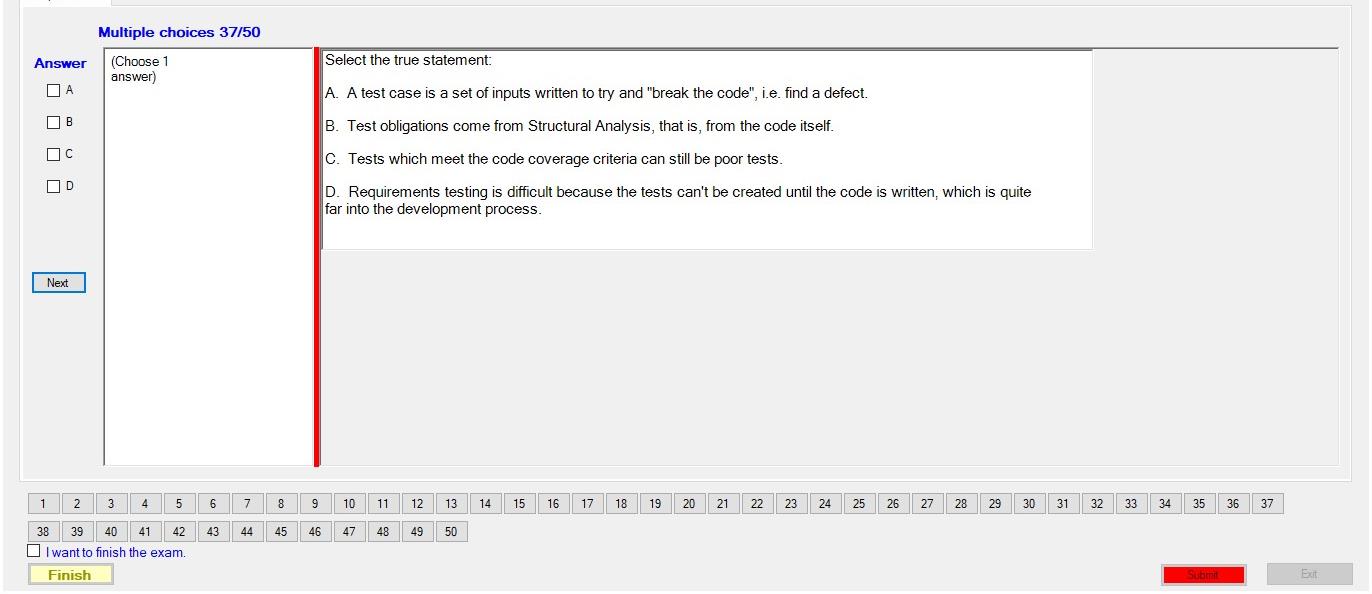 Multiple choices 37/50
Answer
A
B
C
D
Next
(Choose 1
answer)
Select the true statement:
A. A test case is a set of inputs written to try and "break the code", i.e. find a defect.
B. Test obligations come from Structural Analysis, that is, from the code itself.
C. Tests which meet the code coverage criteria can still be poor tests.
D. Requirements testing is difficult because the tests can't be created until the code is written, which is quite
far into the development process.
1 2 3 4 5 6 7 8 9 10 11 12 13 14 15 16 17 18 19 20 21 22 23 24 25 26 27 28 29 30 31 32 33 34 35 36 37
38 39 40 41 42 43 44 45 46 47 48 49 50
I want to finish the exam.
Finish
Submit
Exit